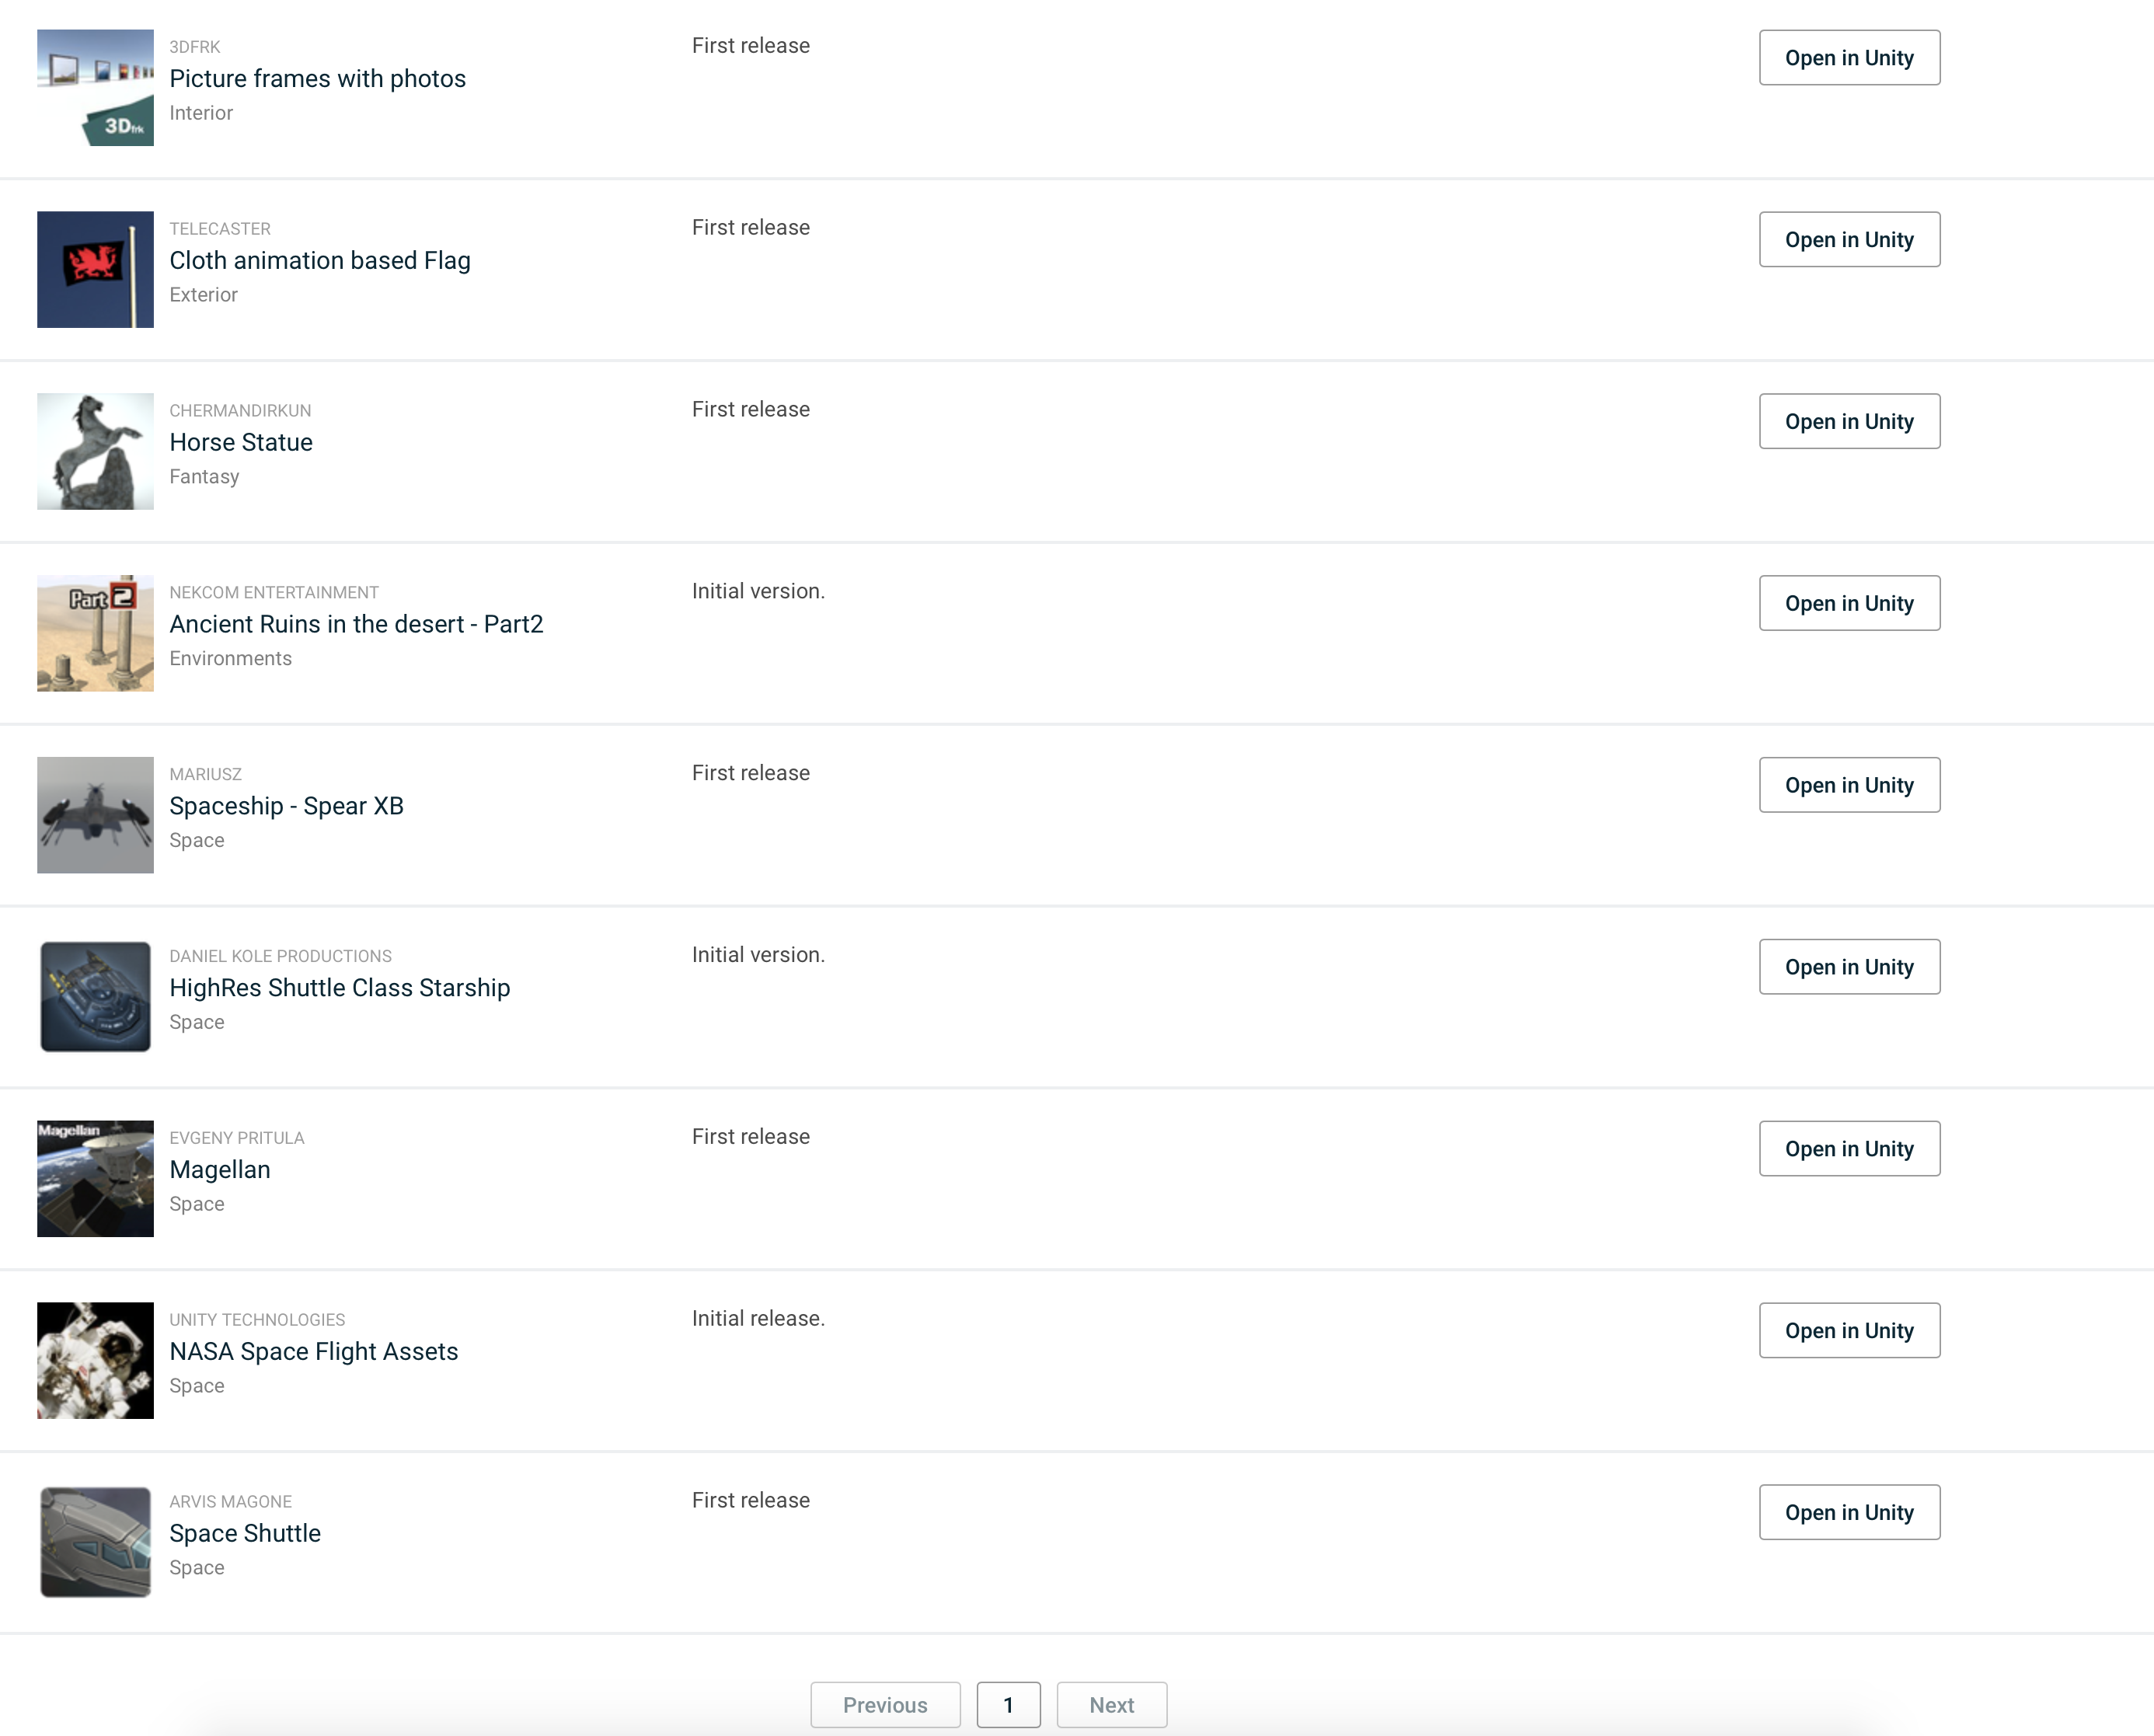 3DFRK
Picture frames with photos
Interior
First release
Open in Unity
3Dfrk
TELECASTER
Cloth animation based Flag
Exterior
First release
Open in Unity
CHERMANDIRKUN
Horse Statue
Fantasy
First release
Open in Unity
Part 2
NEKCOM ENTERTAINMENT
Ancient Ruins in the desert - Part2
Environments
Initial version.
Open in Unity
MARIUSZ
Spaceship - Spear XB
Space
First release
Open in Unity
DANIEL KOLE PRODUCTIONS
HighRes Shuttle Class Starship
Space
Initial version.
Open in Unity
Magellan
EVGENY PRITULA
Magellan
Space
First release
Open in Unity
UNITY TECHNOLOGIES
NASA Space Flight Assets
Space
Initial release.
Open in Unity
ARVIS MAGONE
Space Shuttle
Space
First release
Open in Unity
Previous 1 Next